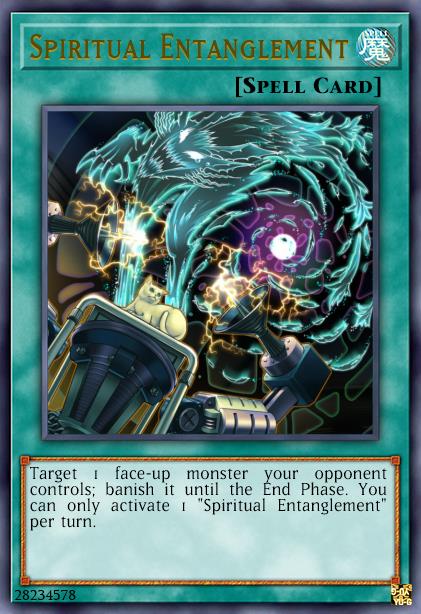 Spiritual Entanglement 魔
[Spell Card]
Target 1 face-up monster your opponent
controls; banish it until the End Phase. You
can only activate 1 "Spiritual Entanglement"
per turn.
28234578